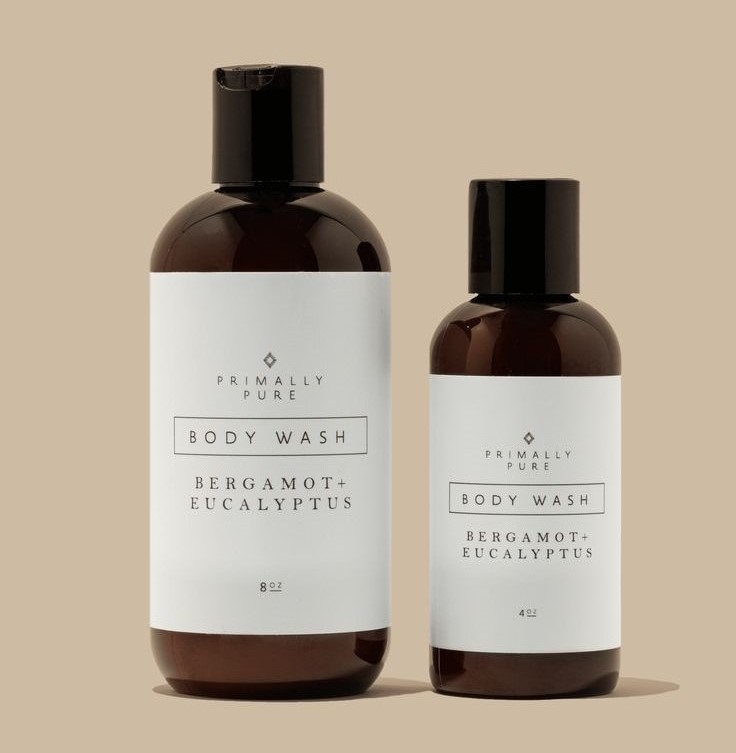 PRIMALLY
PURE
BODY WASH
BERGAMOT+
EUCALYPTUS
8 OZ
PRIMALLY
PURE
BODY WASH
BERGAMOT+
EUCALYPTUS
4 OZ